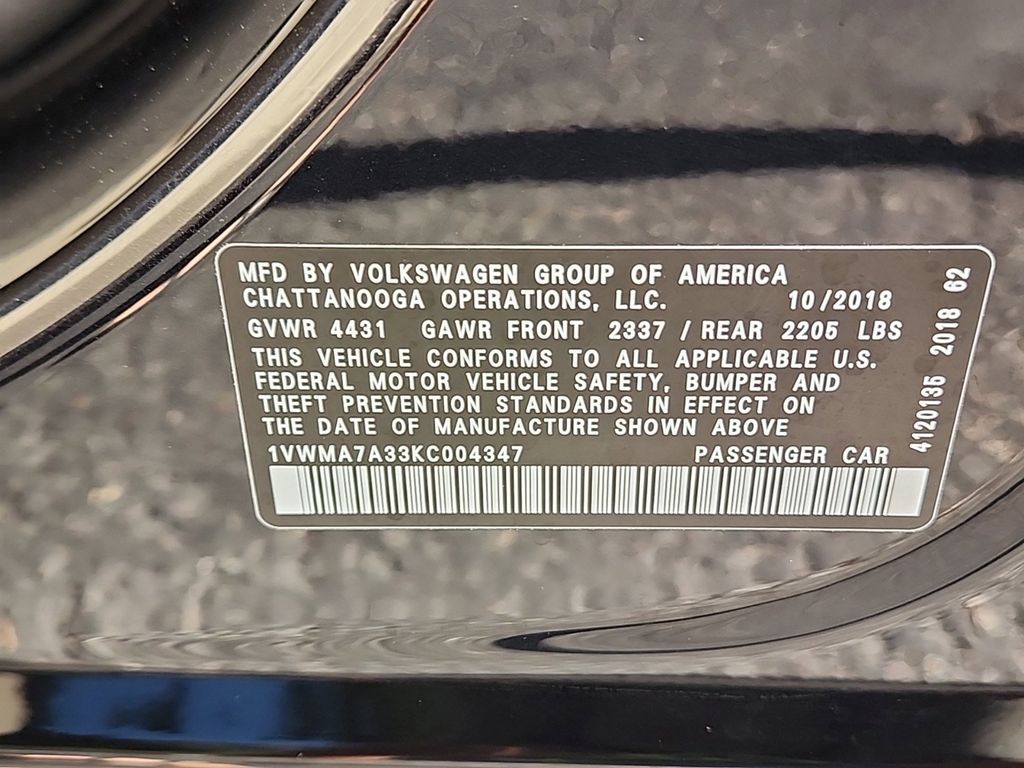 MFD BY VOLKSWAGEN GROUP OF AMERICA
CHATTANOOGA OPERATIONS, LLC. 10/2018
GVWR 4431 GAWR FRONT 2337 / REAR 2205 LBS
THIS VEHICLE CONFORMS TO ALL APPLICABLE U.S.
FEDERAL MOTOR VEHICLE SAFETY, BUMPER AND
THEFT PREVENTION STANDARDS IN EFFECT ON
THE DATE OF MANUFACTURE SHOWN ABOVE
1VWMA7A33KC004347 PASSENGER CAR
4120135 2018 62